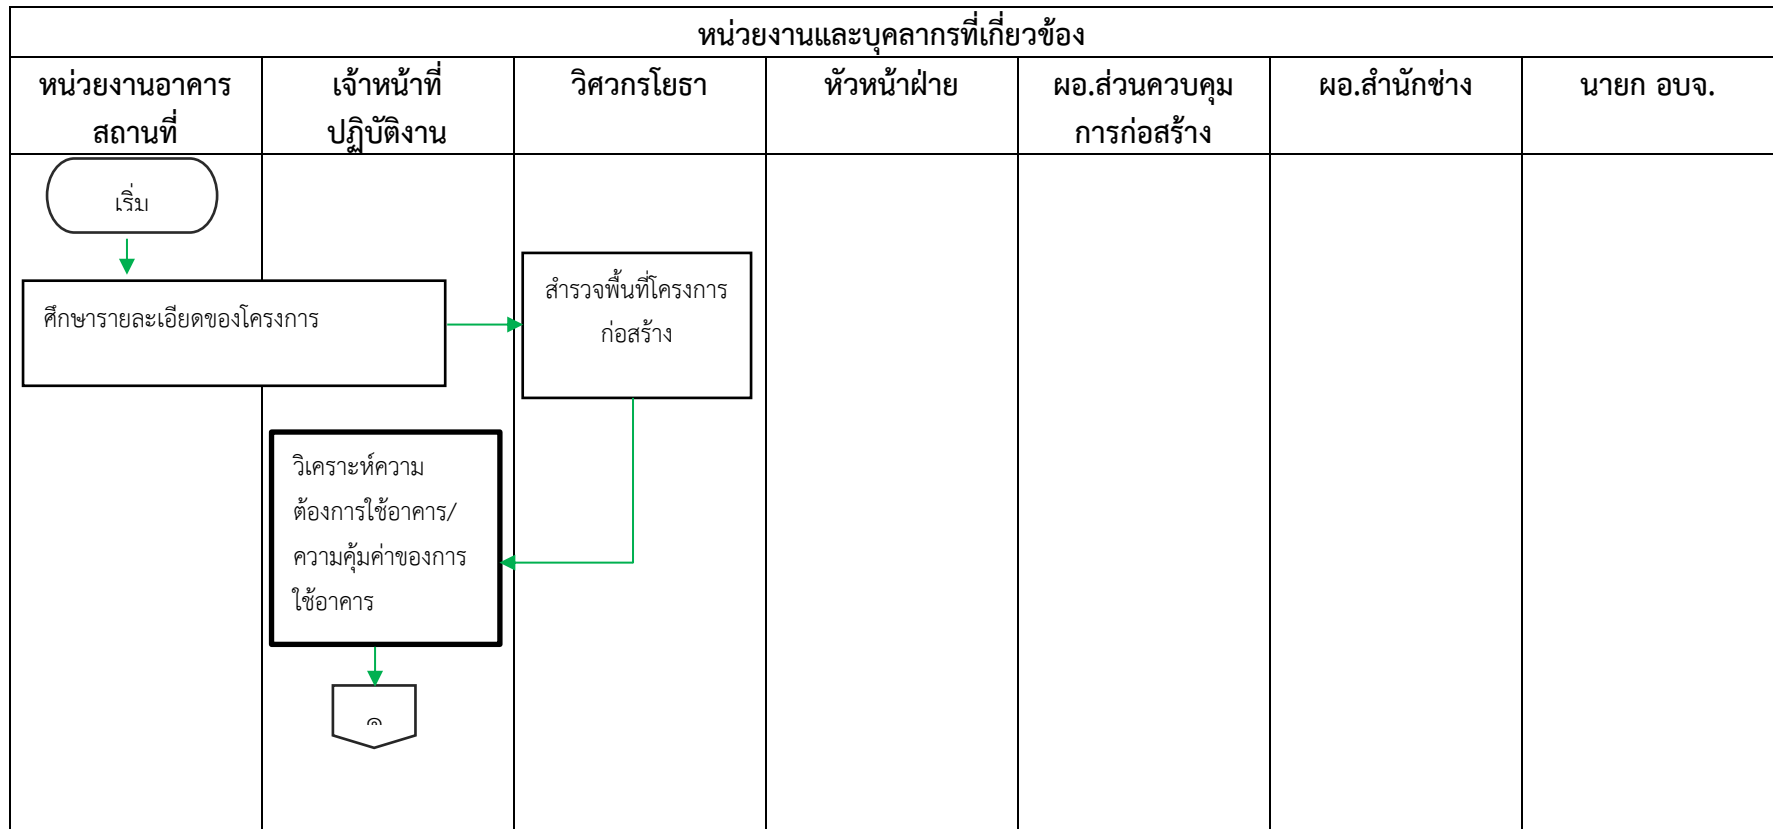 หน่วยงานและบุคลากรที่เกี่ยวข้อง
หน่วยงานอาคาร
สถานที่
เจ้าหน้าที่
ปฏิบัติงาน
วิศวกรโยธา
หัวหน้าฝ่าย
ผอ.ส่วนควบคุม
การก่อสร้าง
ผอ.สำนักช่าง
นายก อบจ.
เริ่ม
ศึกษารายละเอียดของโครงการ
สำรวจพื้นที่โครงการ
ก่อสร้าง
วิเคราะห์ความ
ต้องการใช้อาคาร/
ความคุ้มค่าของการ
ใช้อาคาร
๑